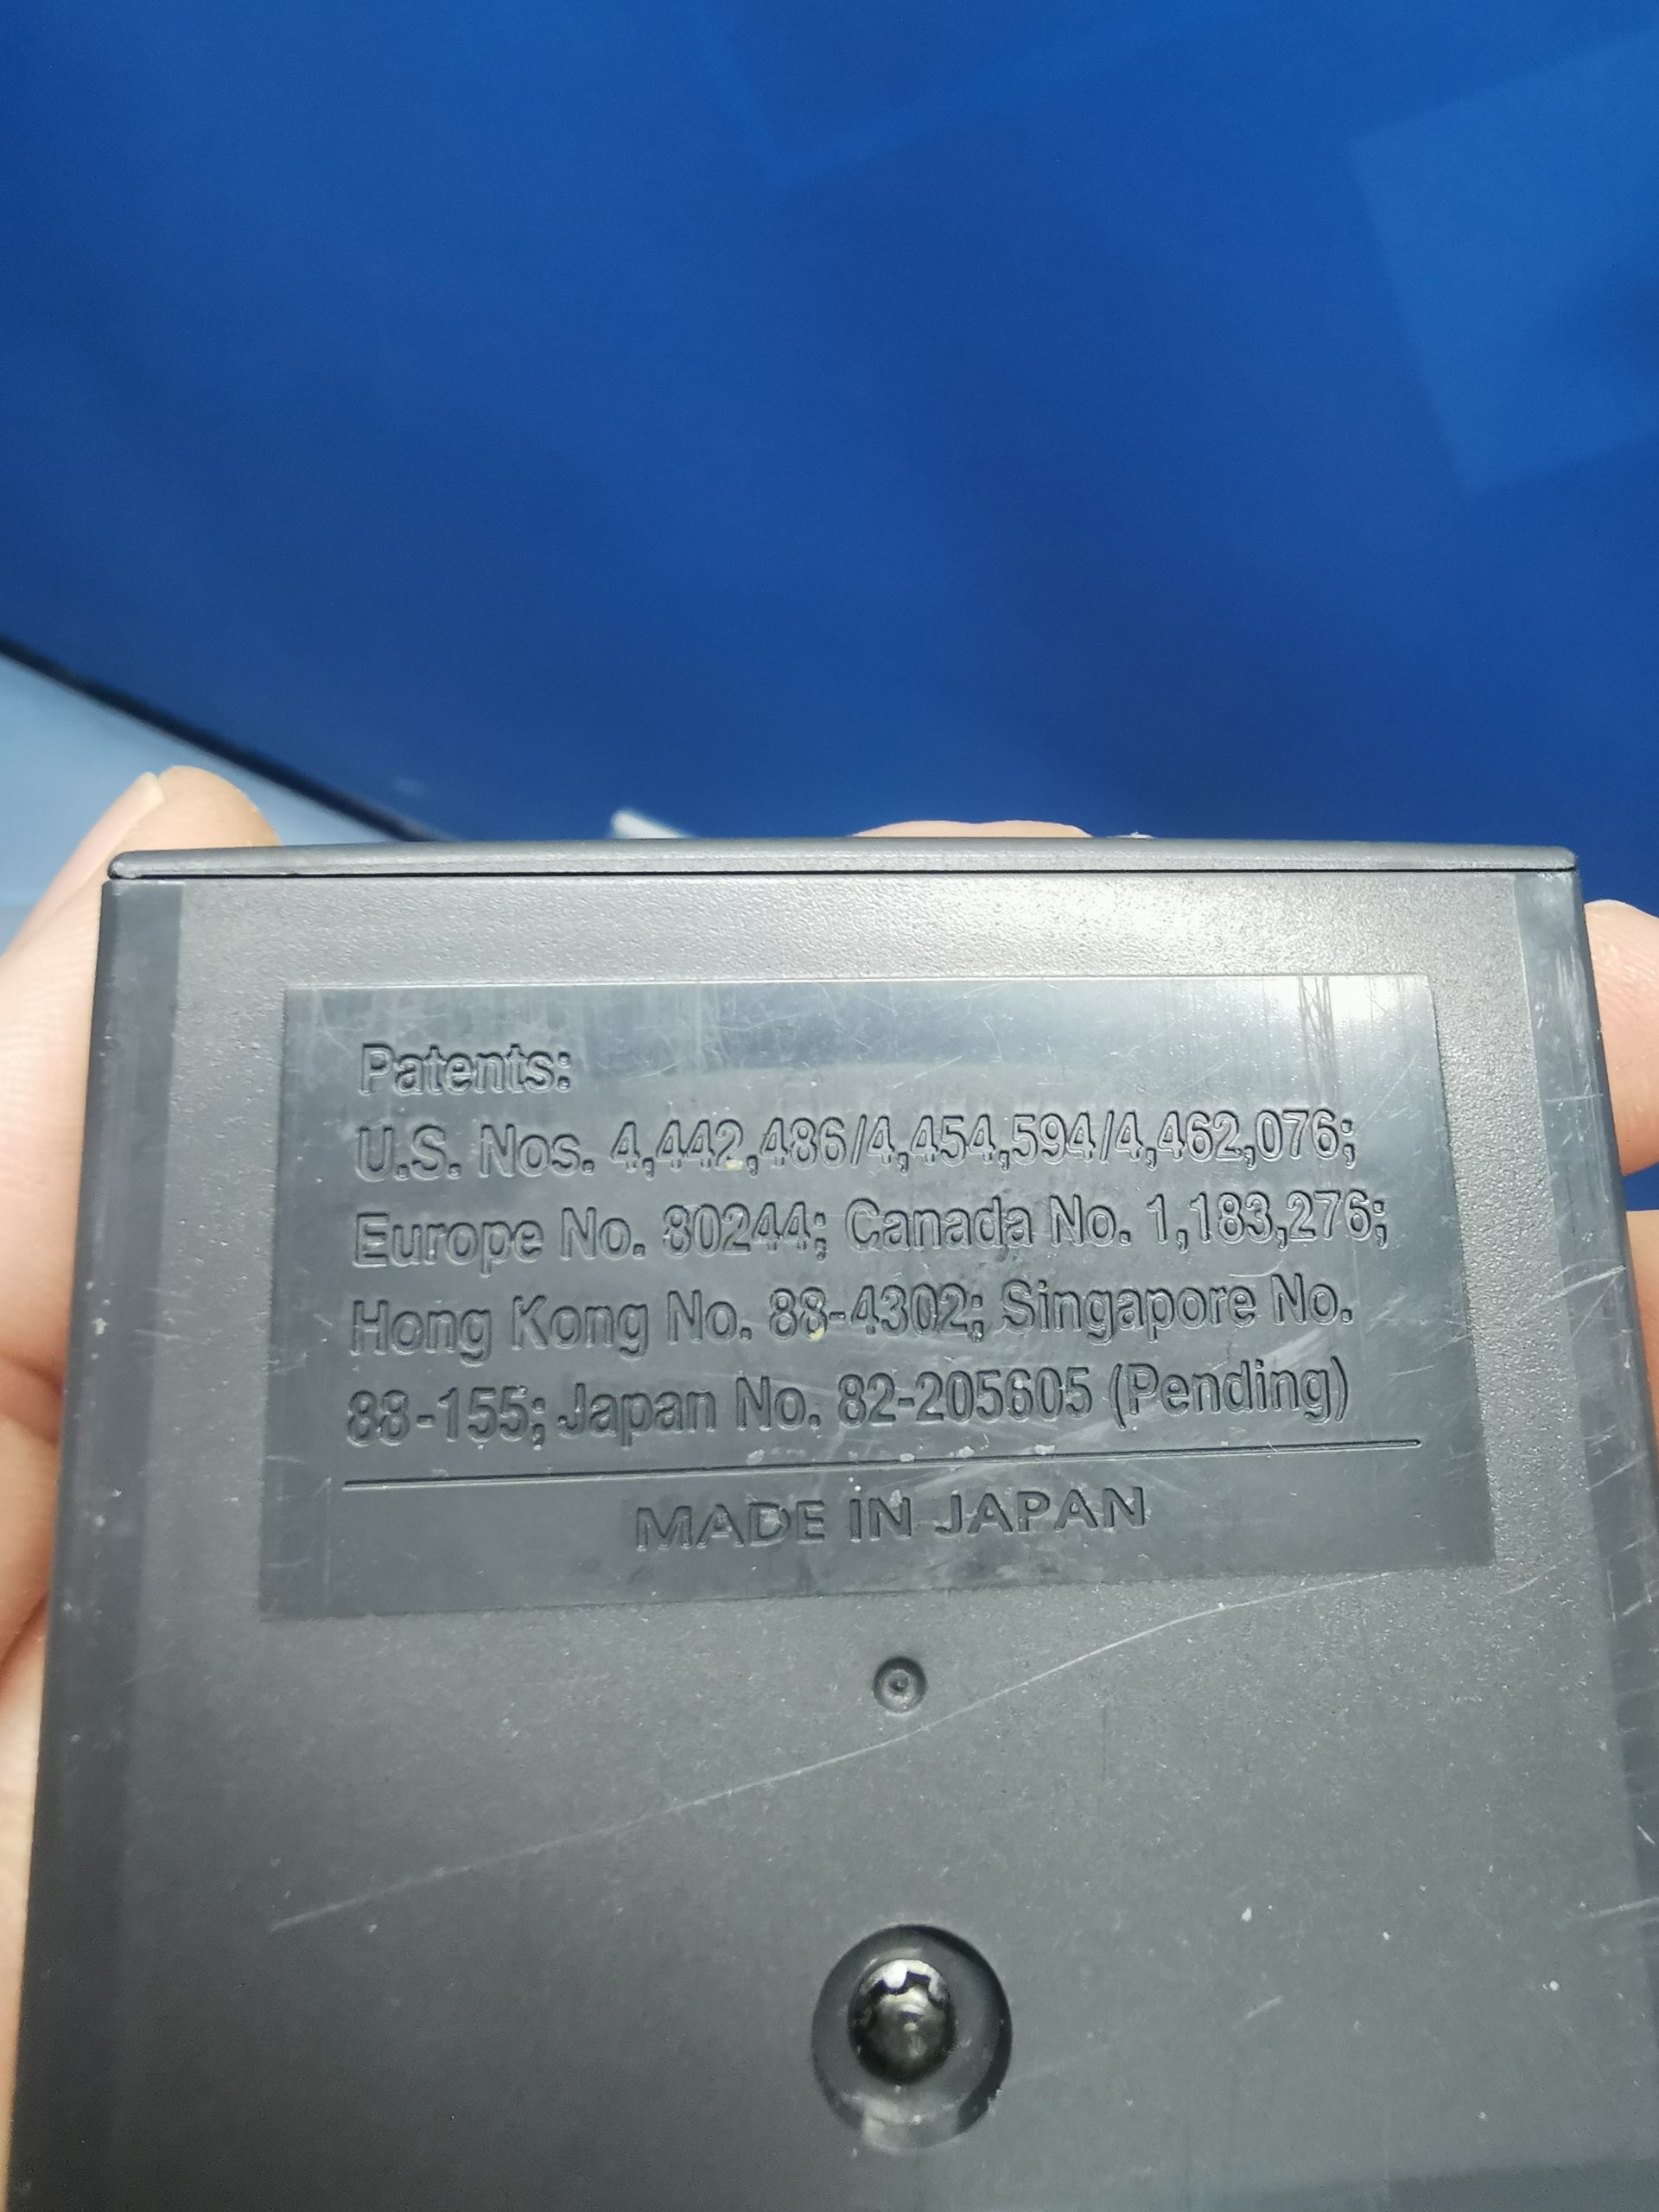 Patents:
U.S. Nos. 4,442,486/4,454,594/4,462,076;
Europe No. 80244; Canada No. 1,183,276;
Hong Kong No. 88-4302; Singapore No.
88-155; Japan No. 82-205605 (Pending)
MADE IN JAPAN